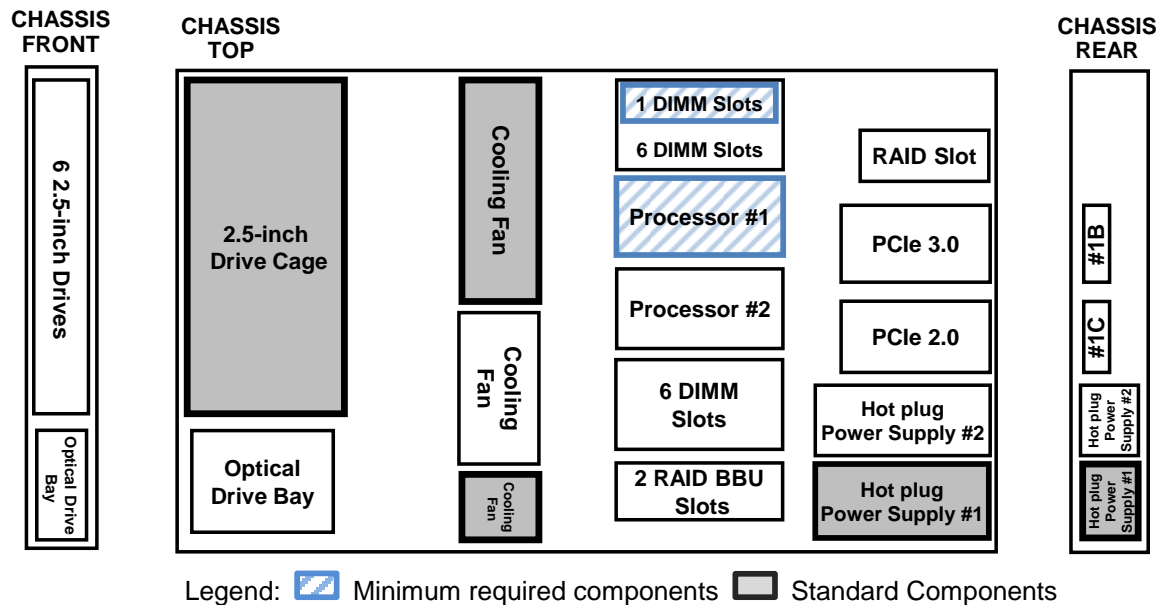 CHASSIS
FRONT
6 2.5-inch Drives
Optical Drive
Bay
CHASSIS
TOP
2.5-inch
Drive Cage
Optical
Drive Bay
Cooling Fan
Cooling
Fan
Cooling
Fan
1 DIMM Slots
6 DIMM Slots
Processor #1
Processor #2
6 DIMM
Slots
2 RAID BBU
Slots
RAID Slot
PCIe 3.0
PCIe 2.0
Hot plug
Power Supply #2
Hot plug
Power Supply #1
CHASSIS
REAR
#1B
#1C
Hot plug
Power
Supply #2
Hot plug
Power
Supply #1
Legend: Minimum required components Standard Components